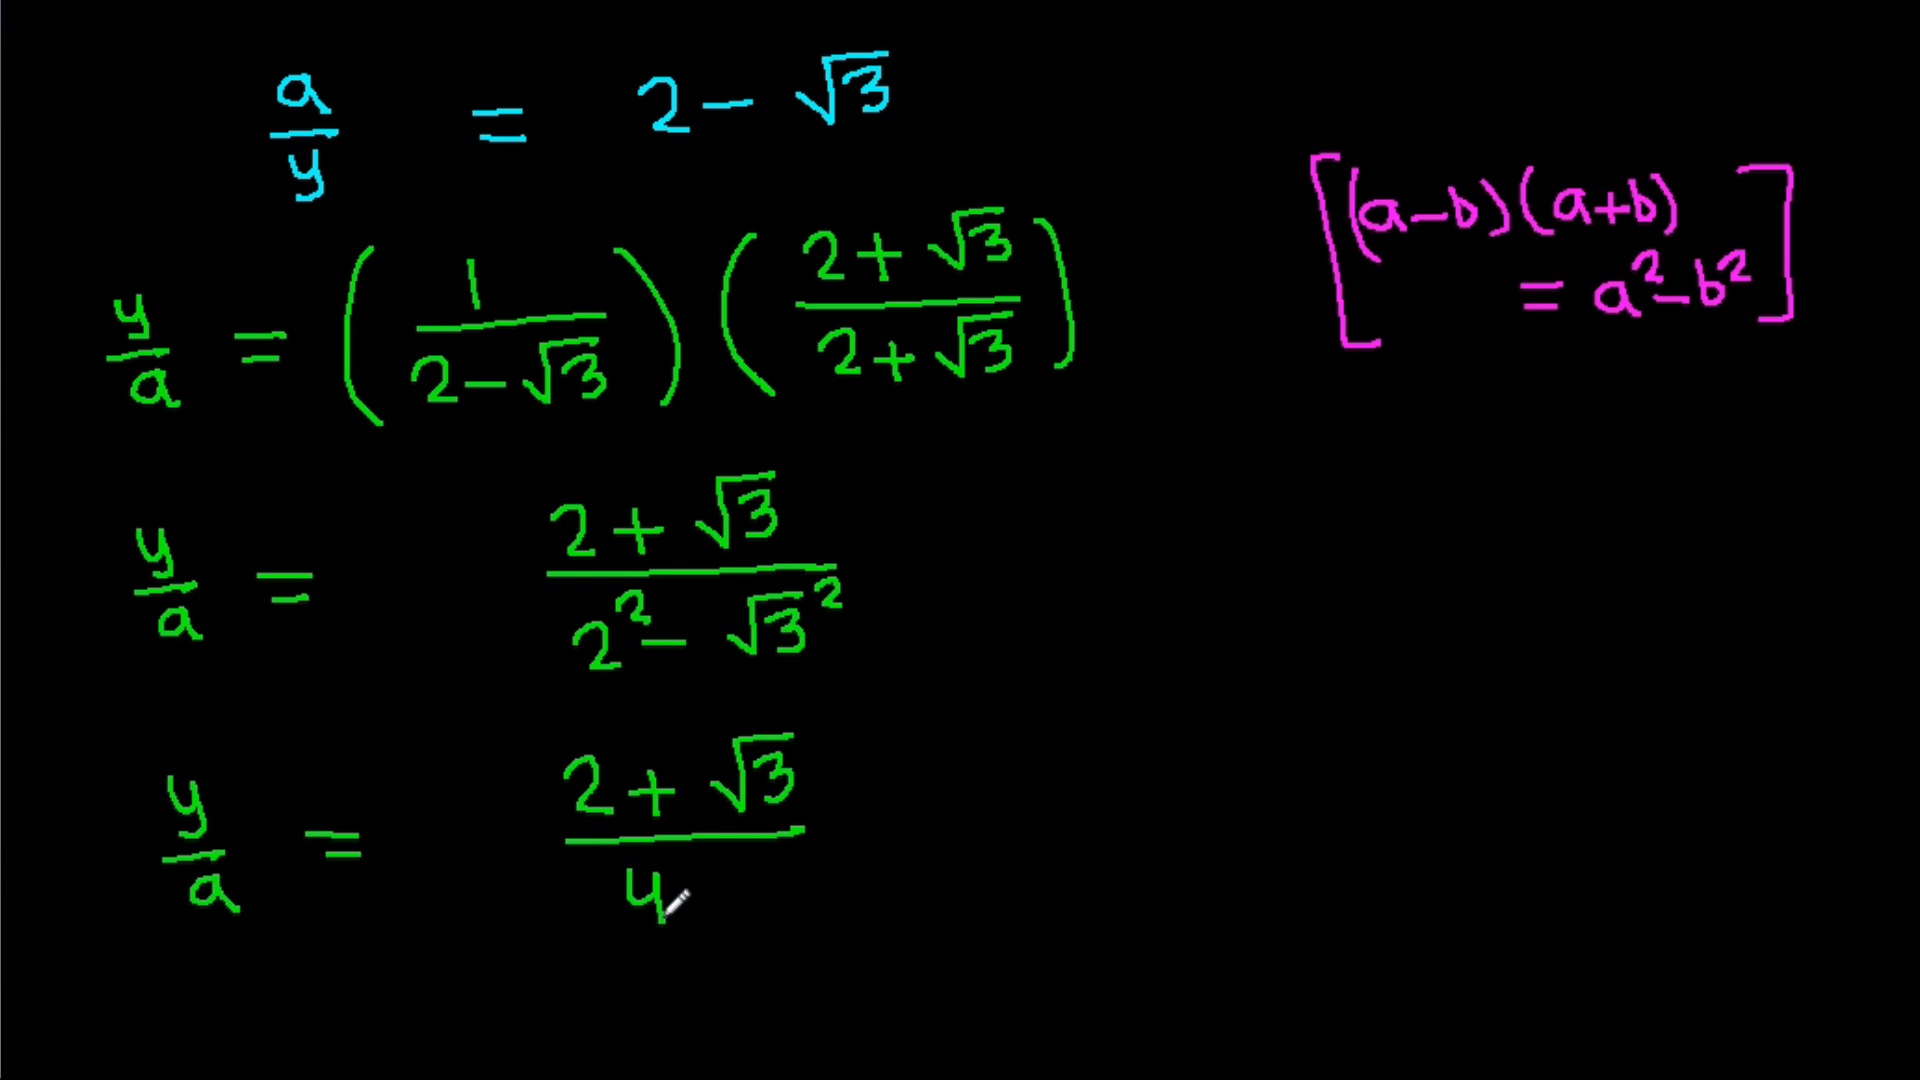 a/y = 2 - √3
y/a = (1/(2 - √3)) ((2 + √3)/(2 + √3))
[(a-b)(a+b)
= a²-b²]
y/a = (2 + √3)/(2² - √3²)
y/a = (2 + √3)/4